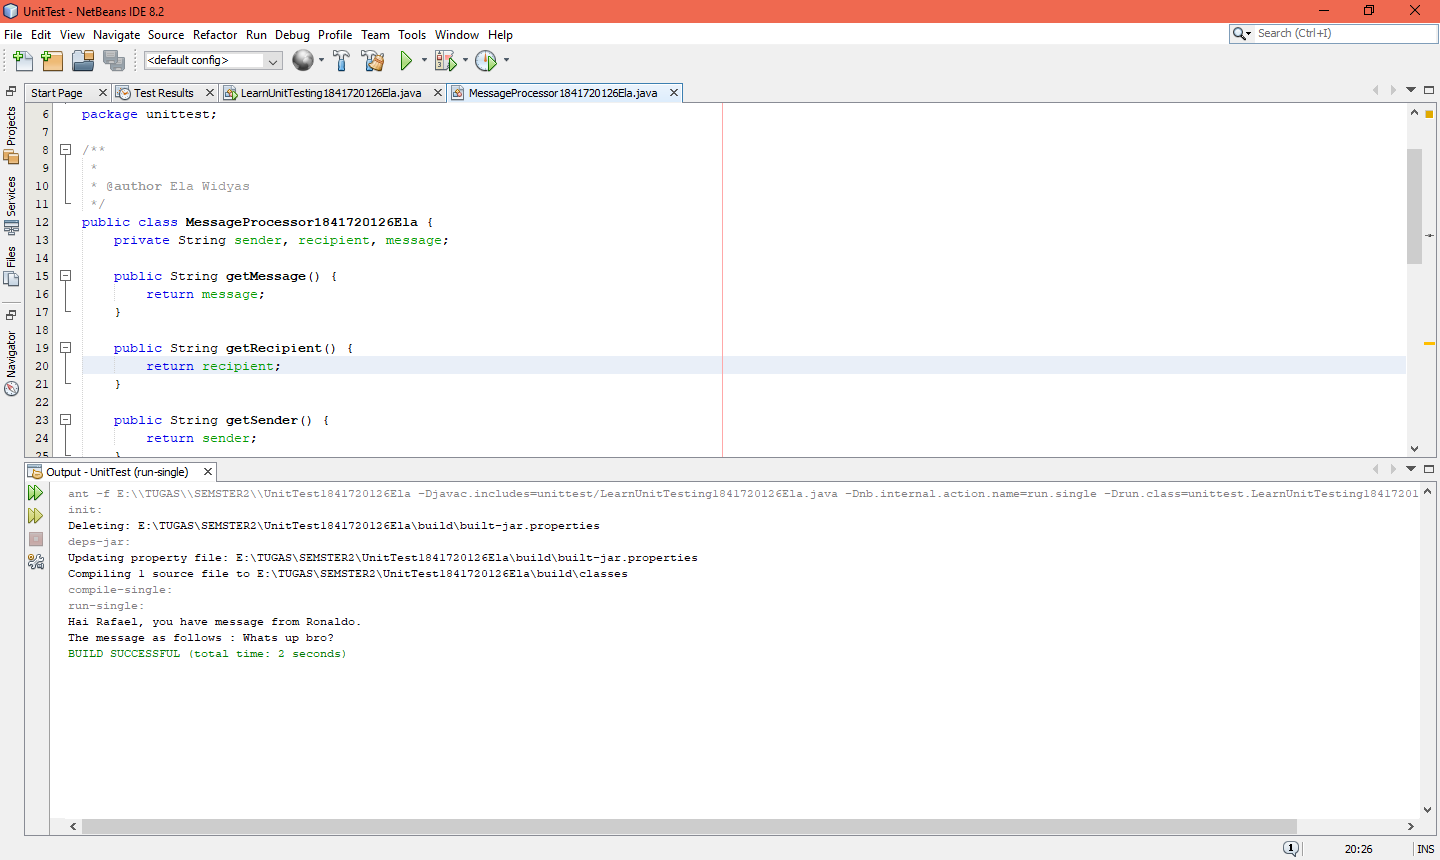 UnitTest - NetBeans IDE 8.2
File Edit View Navigate Source Refactor Run Debug Profile Team Tools Window Help
Search (Ctrl+I)
<default config>
Start Page
Test Results
LearnUnitTesting1841720126Ela.java
MessageProcessor1841720126Ela.java
Projects
Services
Files
Navigator
6 package unittest;
7
8 /**
9 *
10 * @author Ela Widyas
11 */
12 public class MessageProcessor1841720126Ela {
13 private String sender, recipient, message;
14
15 public String getMessage() {
16 return message;
17 }
18
19 public String getRecipient() {
20 return recipient;
21 }
22
23 public String getSender() {
24 return sender;
25 }
Output - UnitTest (run-single)
ant -f E:\\TUGAS\\SEMSTER2\\UnitTest1841720126Ela -Djavac.includes=unittest/LearnUnitTesting1841720126Ela.java -Dnb.internal.action.name=run.single -Drun.class=unittest.LearnUnitTesting18417201
init:
Deleting: E:\TUGAS\SEMSTER2\UnitTest1841720126Ela\build\built-jar.properties
deps-jar:
Updating property file: E:\TUGAS\SEMSTER2\UnitTest1841720126Ela\build\built-jar.properties
Compiling 1 source file to E:\TUGAS\SEMSTER2\UnitTest1841720126Ela\build\classes
compile-single:
run-single:
Hai Rafael, you have message from Ronaldo.
The message as follows : Whats up bro?
BUILD SUCCESSFUL (total time: 2 seconds)
1
20:26
INS